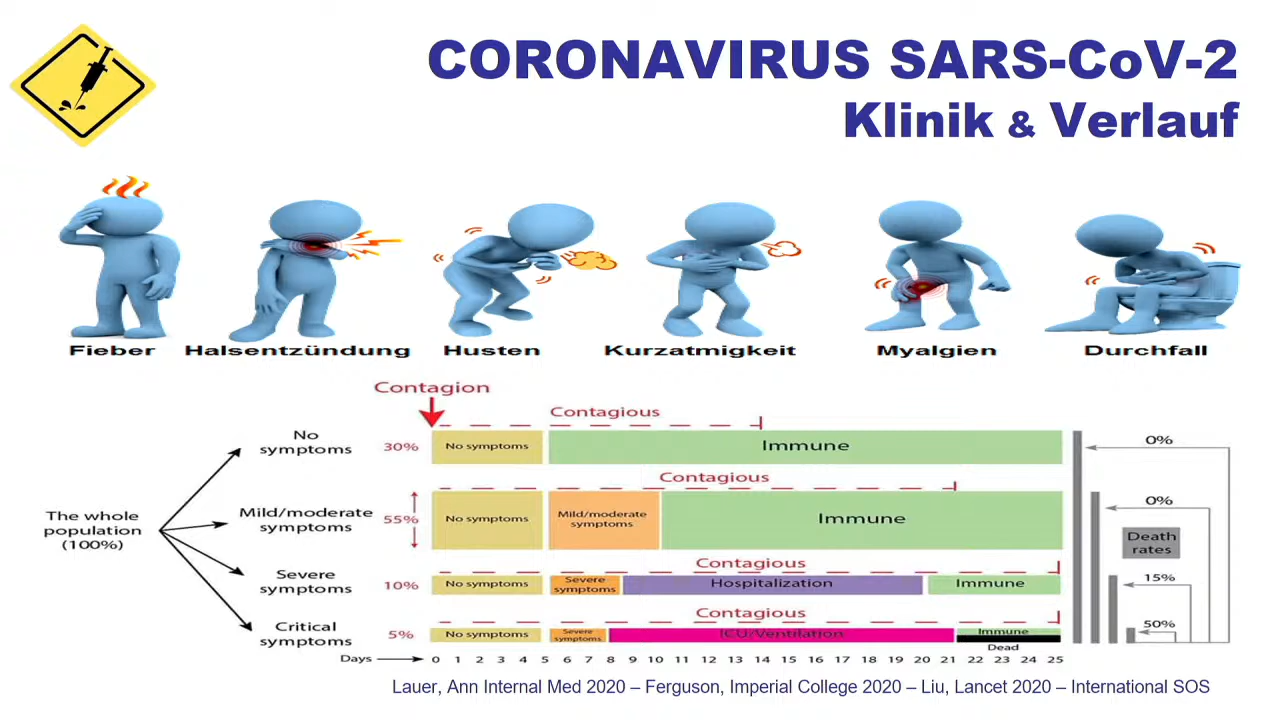 CORONAVIRUS SARS-CoV-2
Klinik & Verlauf
Fieber
Halsentzündung
Husten
Kurzatmigkeit
Myalgien
Durchfall
Contagion
Contagious
No
symptoms
30%
No symptoms
Immune
0%
Contagious
Mild/moderate
symptoms
55%
No symptoms
Mild/moderate
symptoms
Immune
0%
The whole
population
(100%)
Death
rates
Contagious
Severe
symptoms
10%
No symptoms
Severe
symptoms
Hospitalization
Immune
15%
Contagious
Critical
symptoms
5%
No symptoms
Severe
symptoms
ICU/Ventilation
Immune
Dead
50%
Days
0 1 2 3 4 5 6 7 8 9 10 11 12 13 14 15 16 17 18 19 20 21 22 23 24 25
Lauer, Ann Internal Med 2020 – Ferguson, Imperial College 2020 – Liu, Lancet 2020 – International SOS